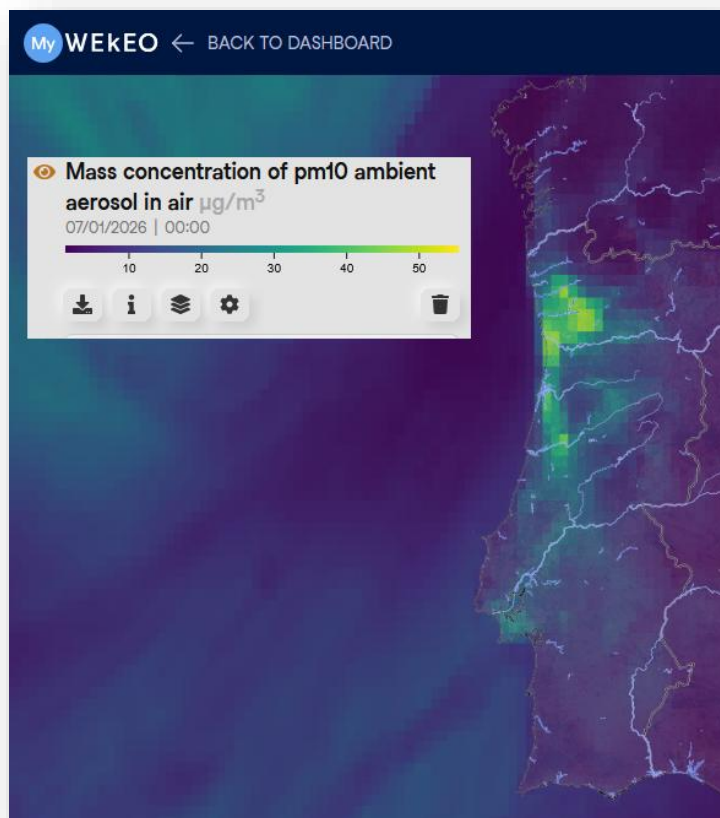 My WEkEO ← BACK TO DASHBOARD
Mass concentration of pm10 ambient
aerosol in air µg/m³
07/01/2026 | 00:00
10 20 30 40 50